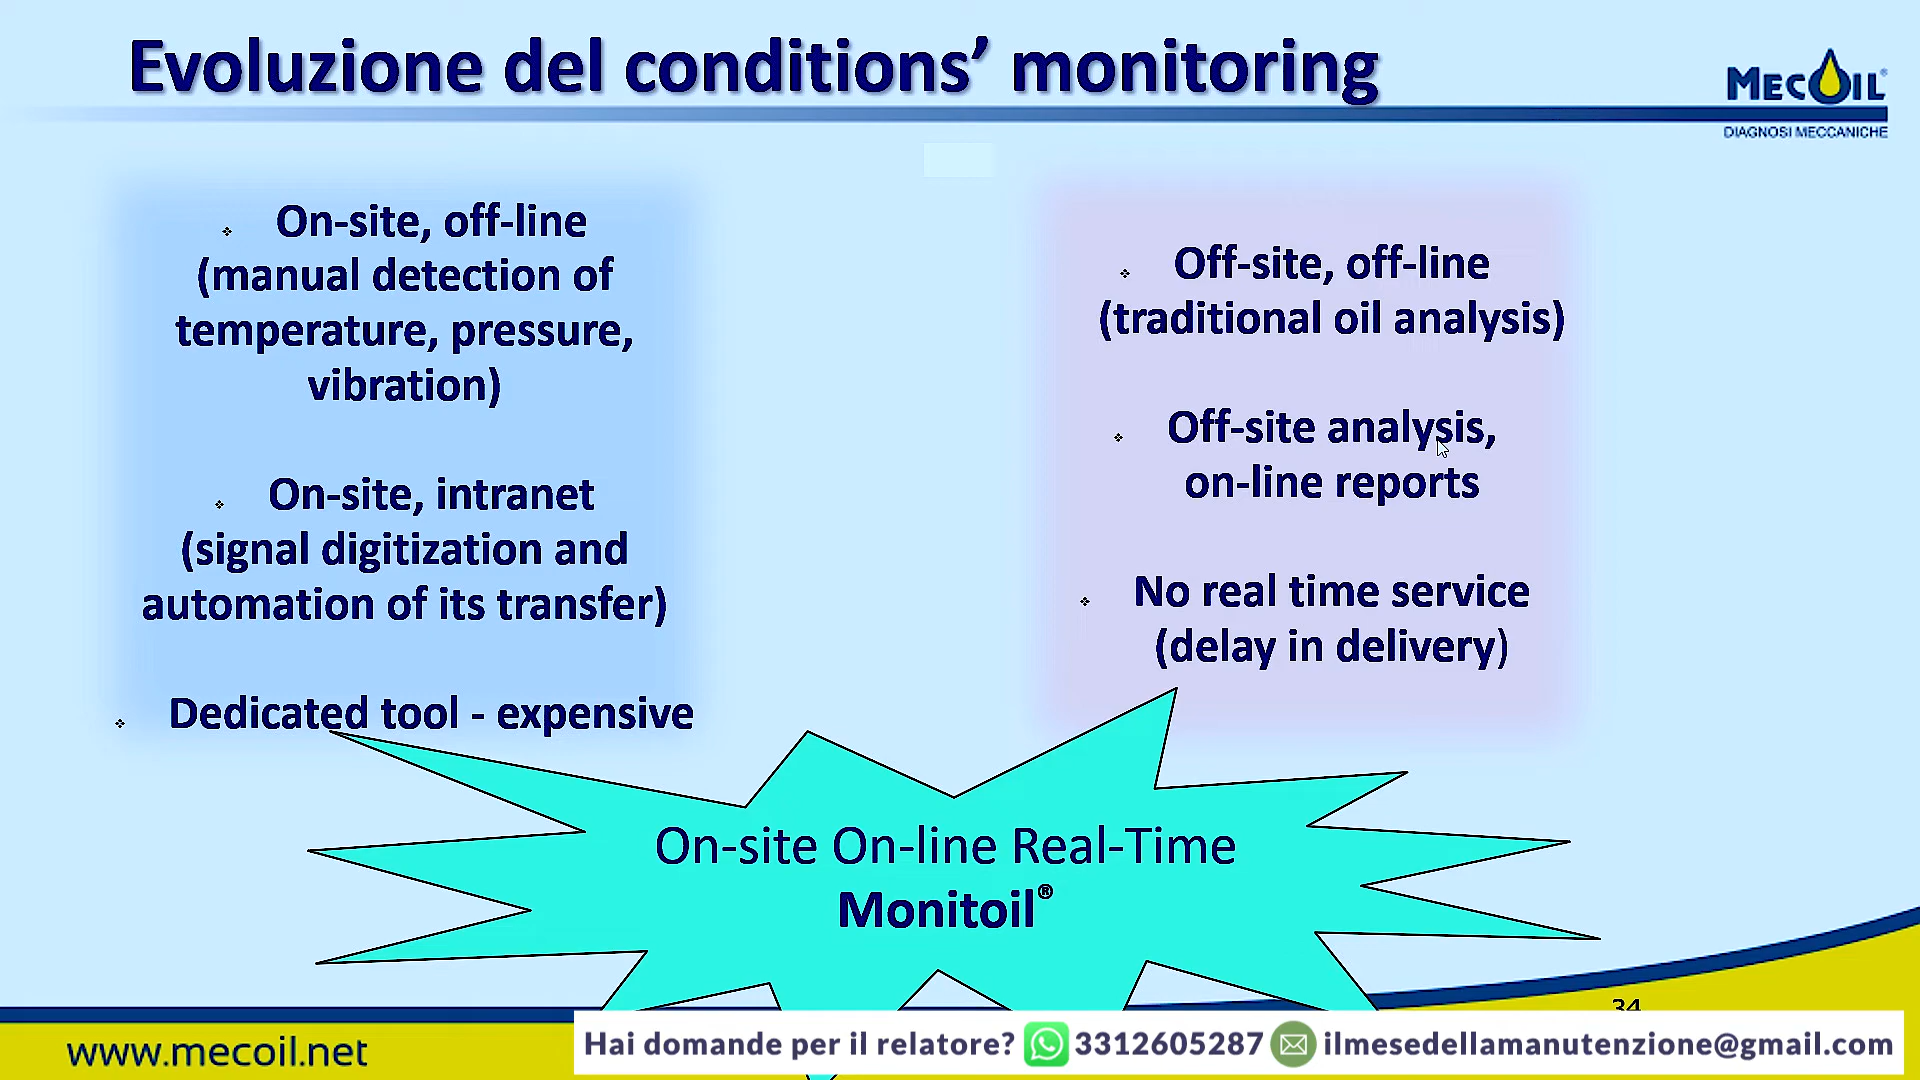 Evoluzione del conditions’ monitoring
MECOIL®
DIAGNOSI MECCANICHE
❖ On-site, off-line
(manual detection of
temperature, pressure,
vibration)
❖ On-site, intranet
(signal digitization and
automation of its transfer)
❖ Dedicated tool - expensive
❖ Off-site, off-line
(traditional oil analysis)
❖ Off-site analysis,
on-line reports
❖ No real time service
(delay in delivery)
On-site On-line Real-Time
Monitoil®
34
www.mecoil.net
Hai domande per il relatore? 3312605287 ilmesedellamanutenzione@gmail.com